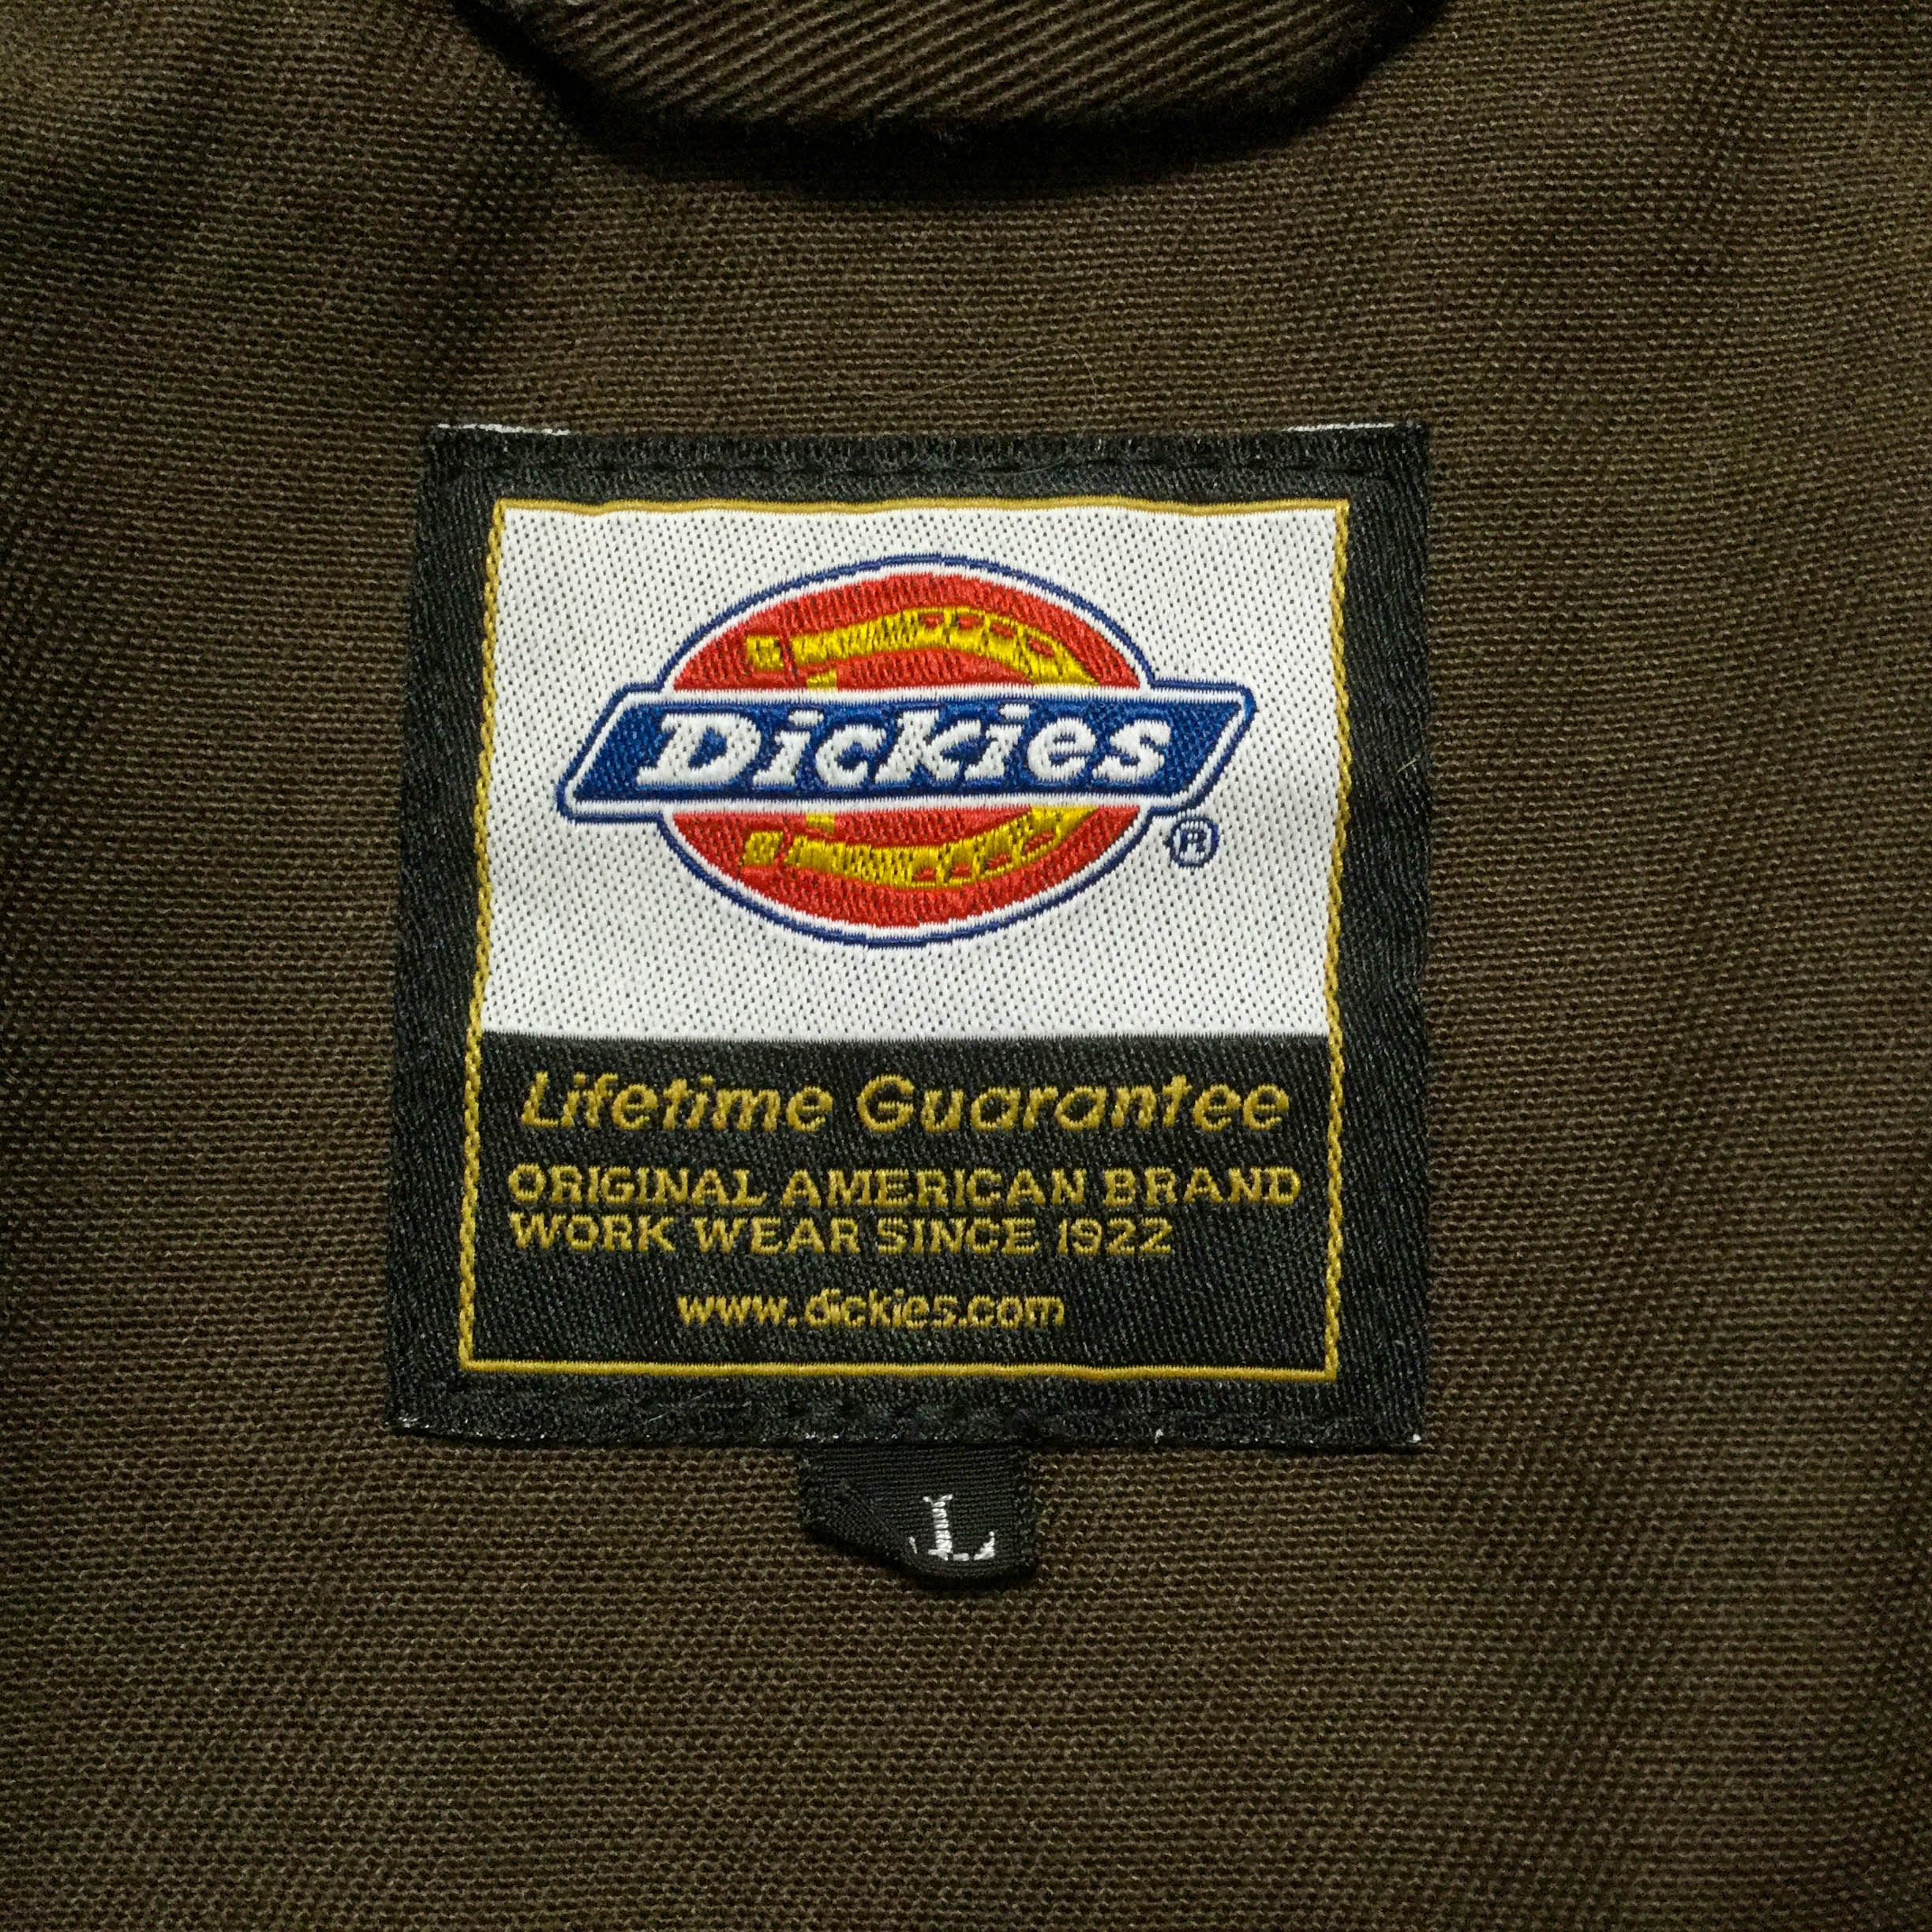 Dickies
®
Lifetime Guarantee
ORIGINAL AMERICAN BRAND
WORK WEAR SINCE 1922
www.dickies.com
L